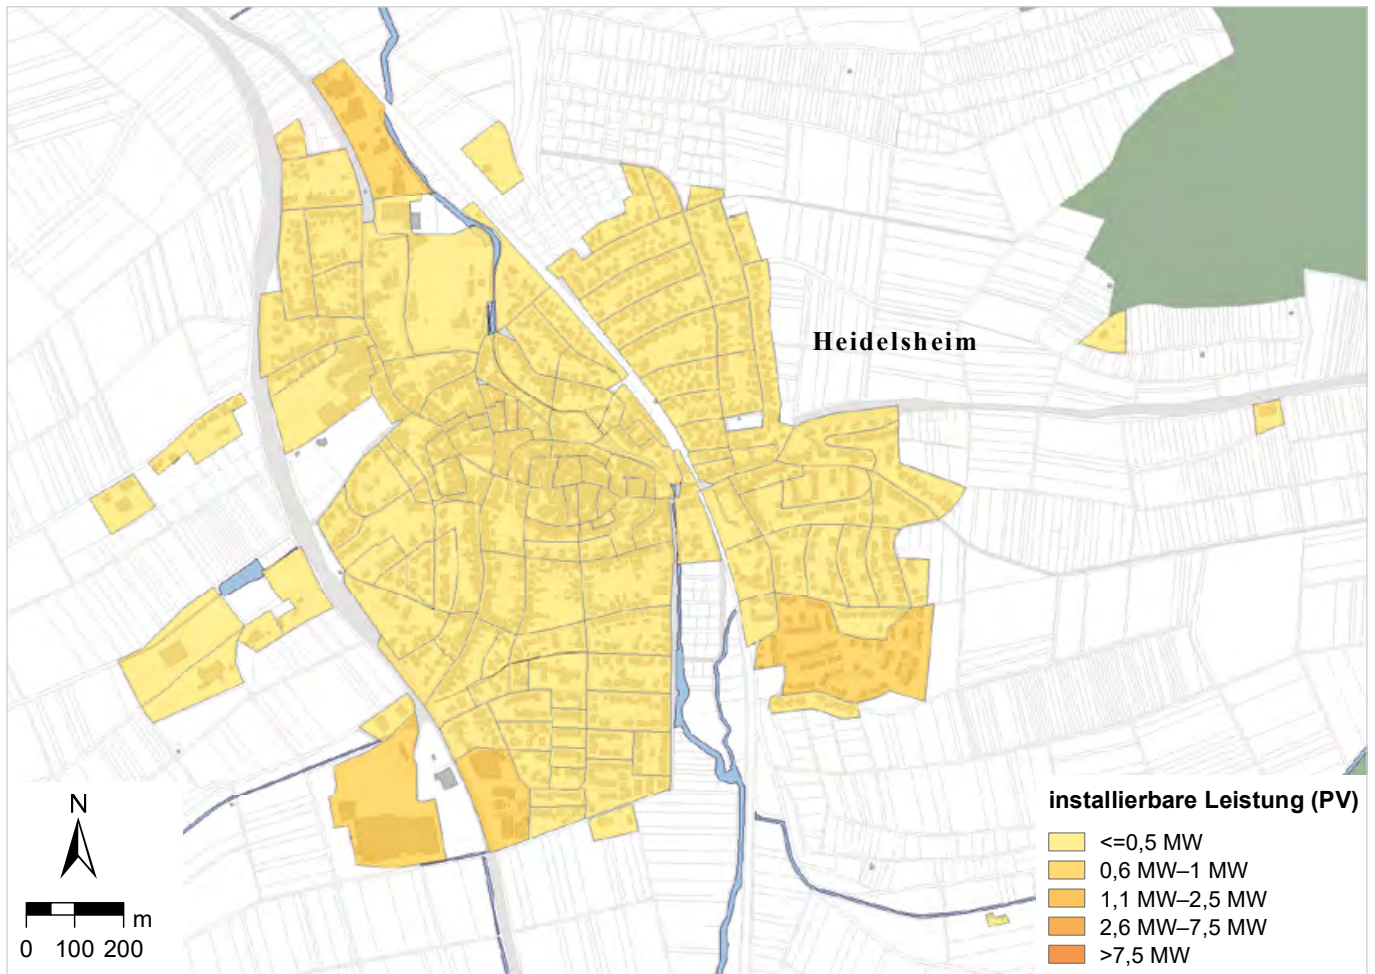 Heidelsheim
N
m
0 100 200
installierbare Leistung (PV)
<=0,5 MW
0,6 MW–1 MW
1,1 MW–2,5 MW
2,6 MW–7,5 MW
>7,5 MW